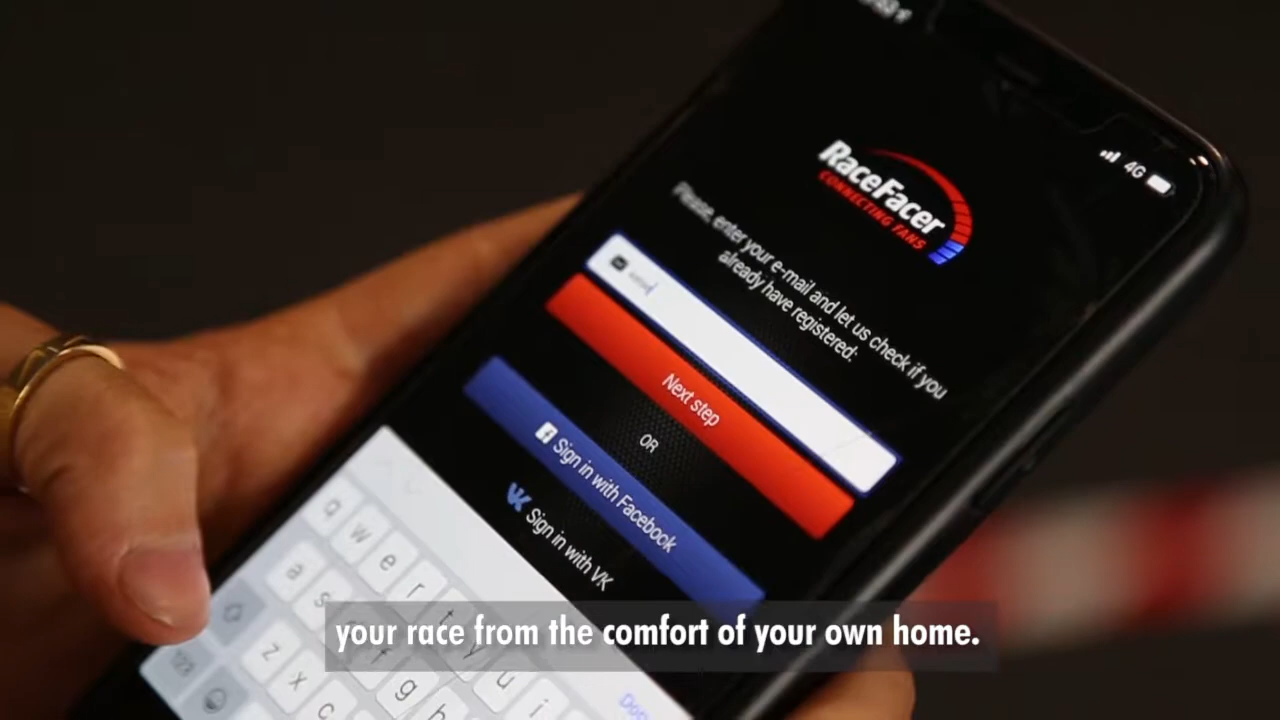 4G
RaceFacer
CONNECTING FANS
Please, enter your e-mail and let us check if you
already have registered:
Next step
OR
Sign in with Facebook
Sign in with VK
q w e r t y u i
a s f g h
z x c
123
your race from the comfort of your own home.